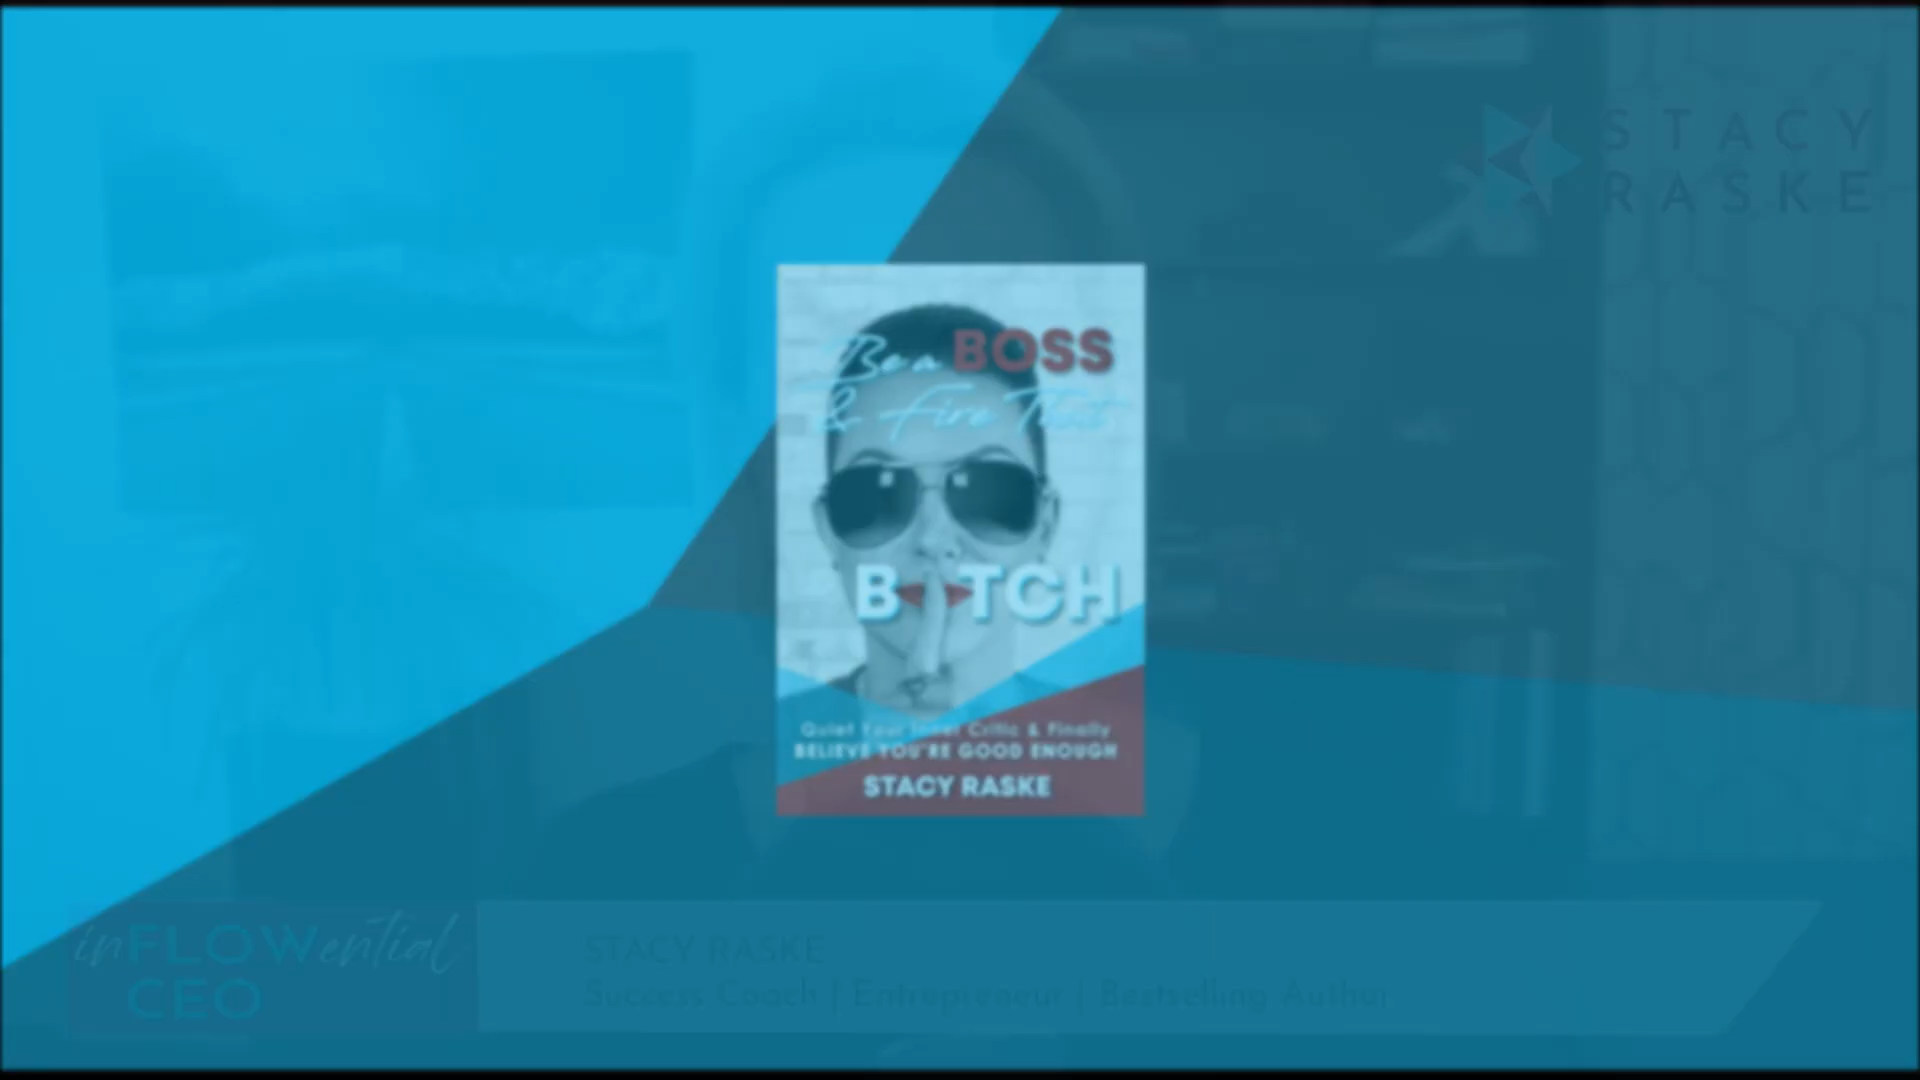 STACY
RASKE
Be a BOSS
& Fire That
B TCH
Quiet Your Inner Critic & Finally
BELIEVE YOU'RE GOOD ENOUGH
STACY RASKE
inFLOWential
CEO
STACY RASKE
Success Coach | Entrepreneur | Bestselling Author